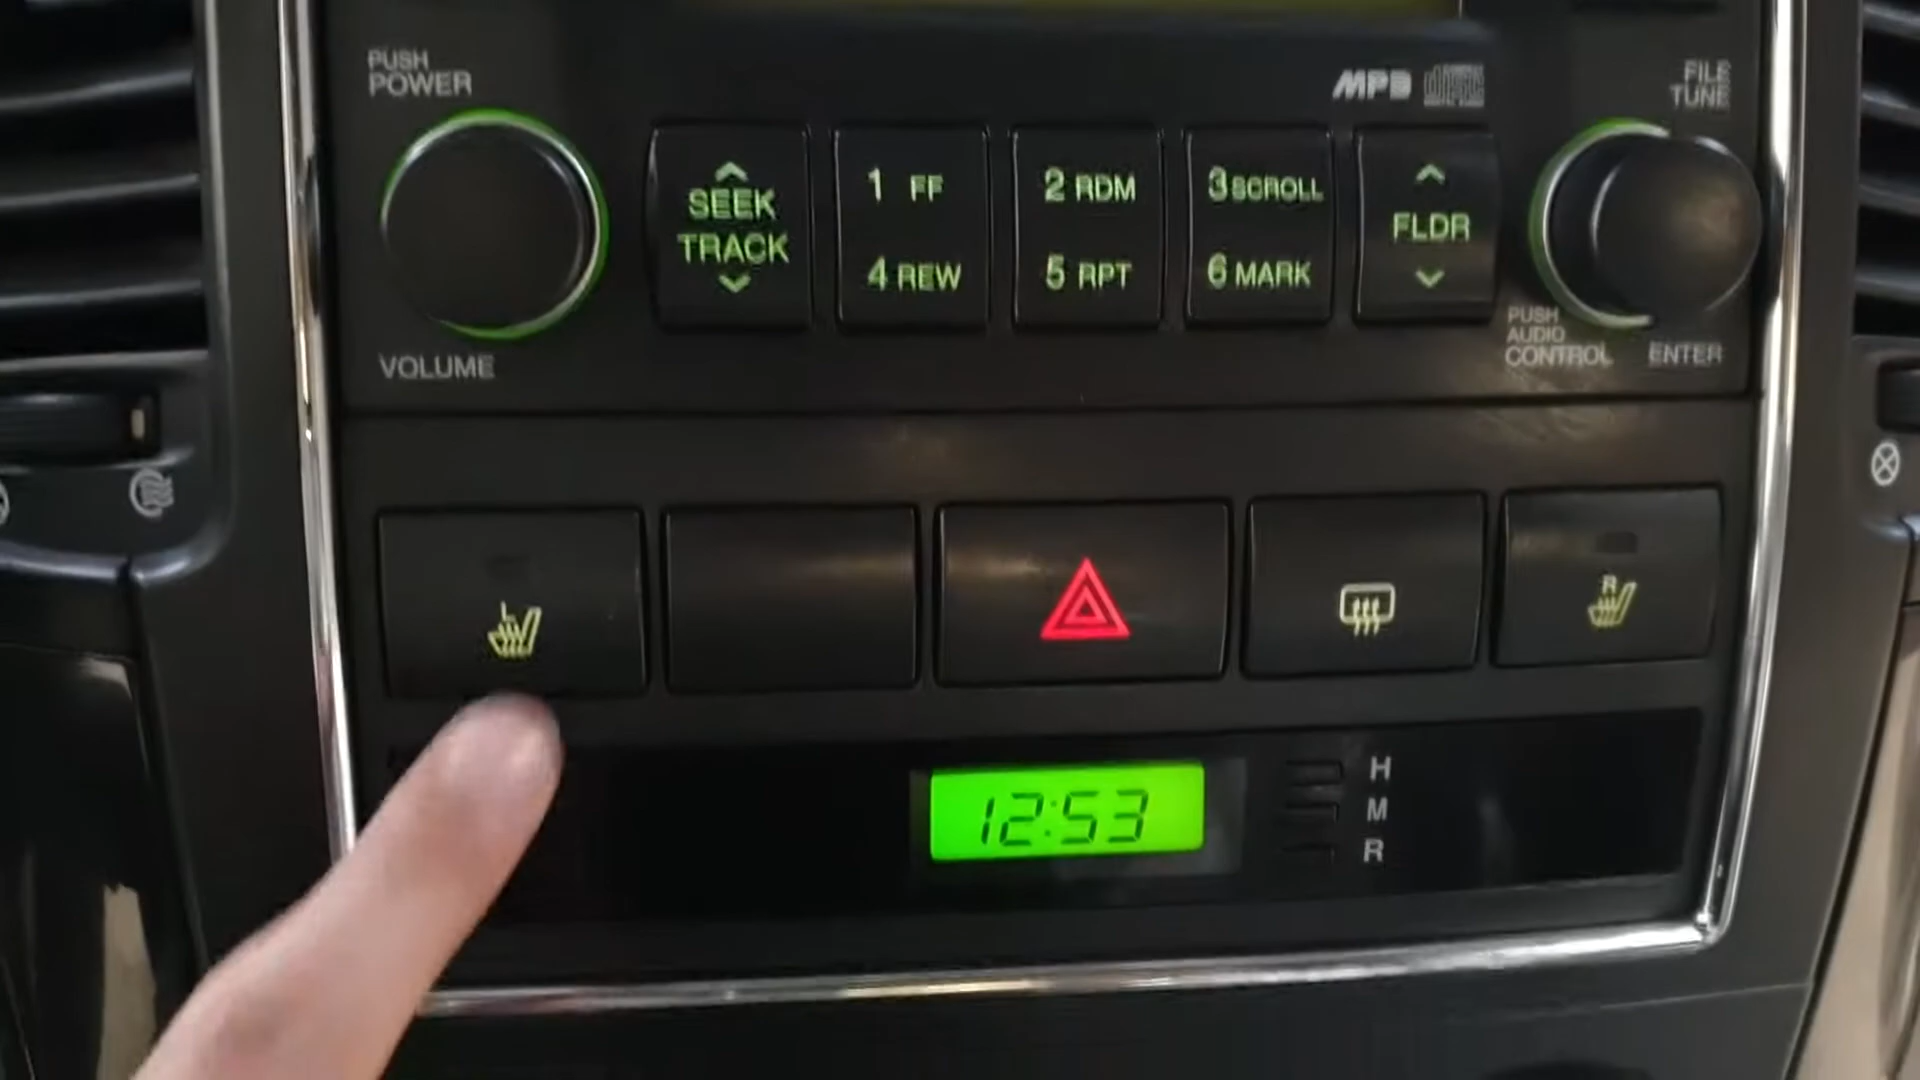 PUSH
POWER
VOLUME
SEEK
TRACK
1 FF
4 REW
2 RDM
5 RPT
3 SCROLL
6 MARK
MP3 disc
FLDR
FILE
TUNE
PUSH
AUDIO
CONTROL
ENTER
L
R
12:53
H
M
R